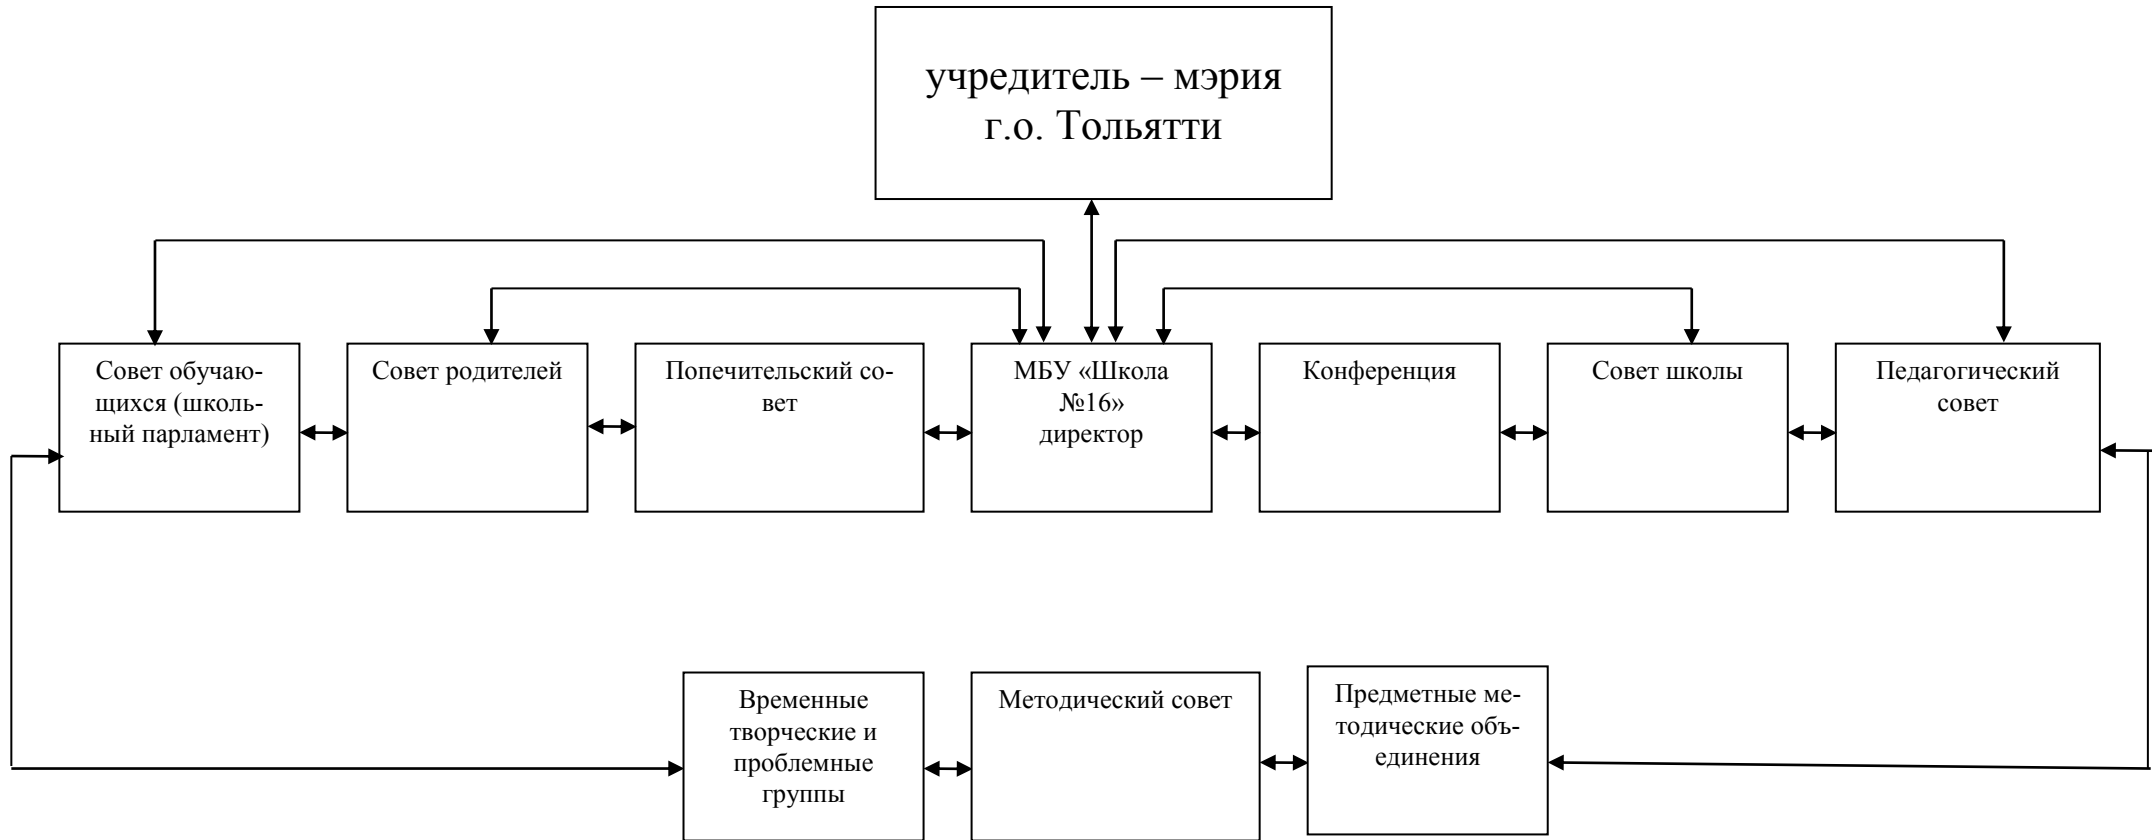 учредитель – мэрия
г.о. Тольятти
Совет обучаю-
щихся (школь-
ный парламент)
Совет родителей
Попечительский со-
вет
МБУ «Школа
№16»
директор
Конференция
Совет школы
Педагогический
совет
Временные
творческие и
проблемные
группы
Методический совет
Предметные ме-
тодические объ-
единения